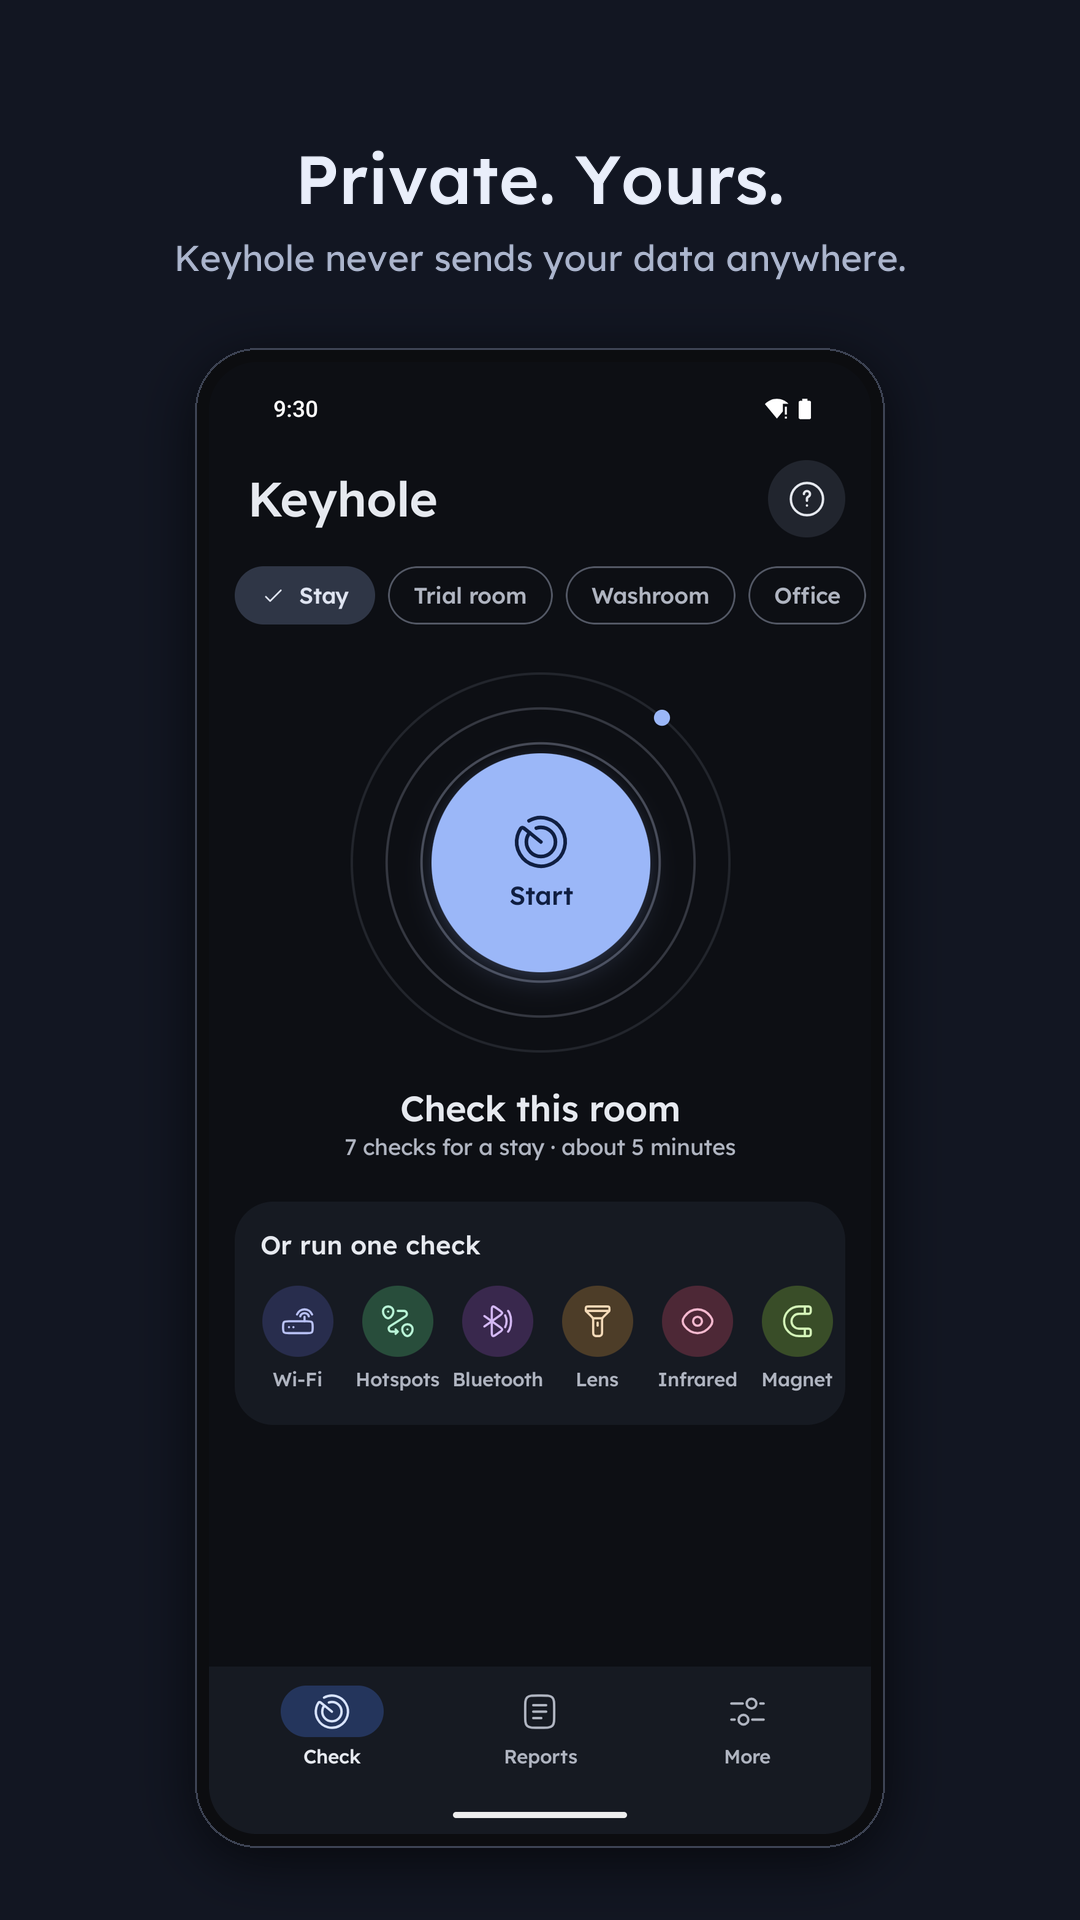 Private. Yours.
Keyhole never sends your data anywhere.
9:30
Keyhole
Stay
Trial room
Washroom
Office
Start
Check this room
7 checks for a stay · about 5 minutes
Or run one check
Wi-Fi
Hotspots
Bluetooth
Lens
Infrared
Magnet
Check
Reports
More